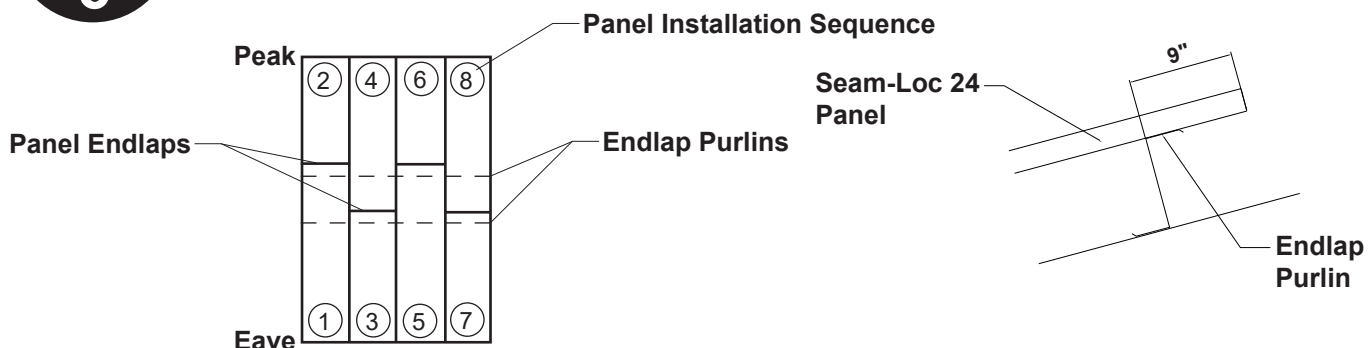 Panel Installation Sequence
Peak
2 4 6 8
Panel Endlaps
Endlap Purlins
1 3 5 7
Eave
9"
Seam-Loc 24
Panel
Endlap
Purlin